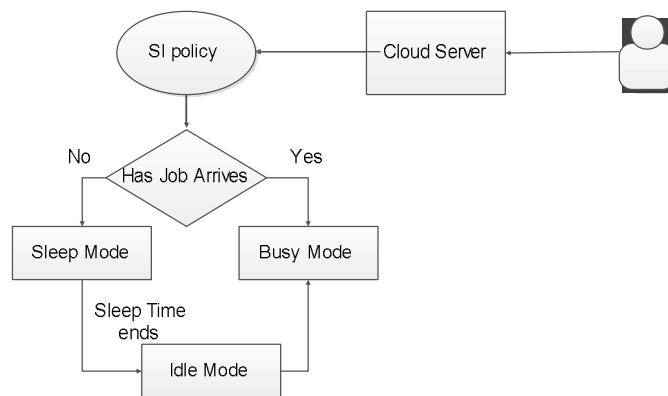 SI policy
Cloud Server
No
Yes
Has Job Arrives
Sleep Mode
Busy Mode
Sleep Time
ends
Idle Mode